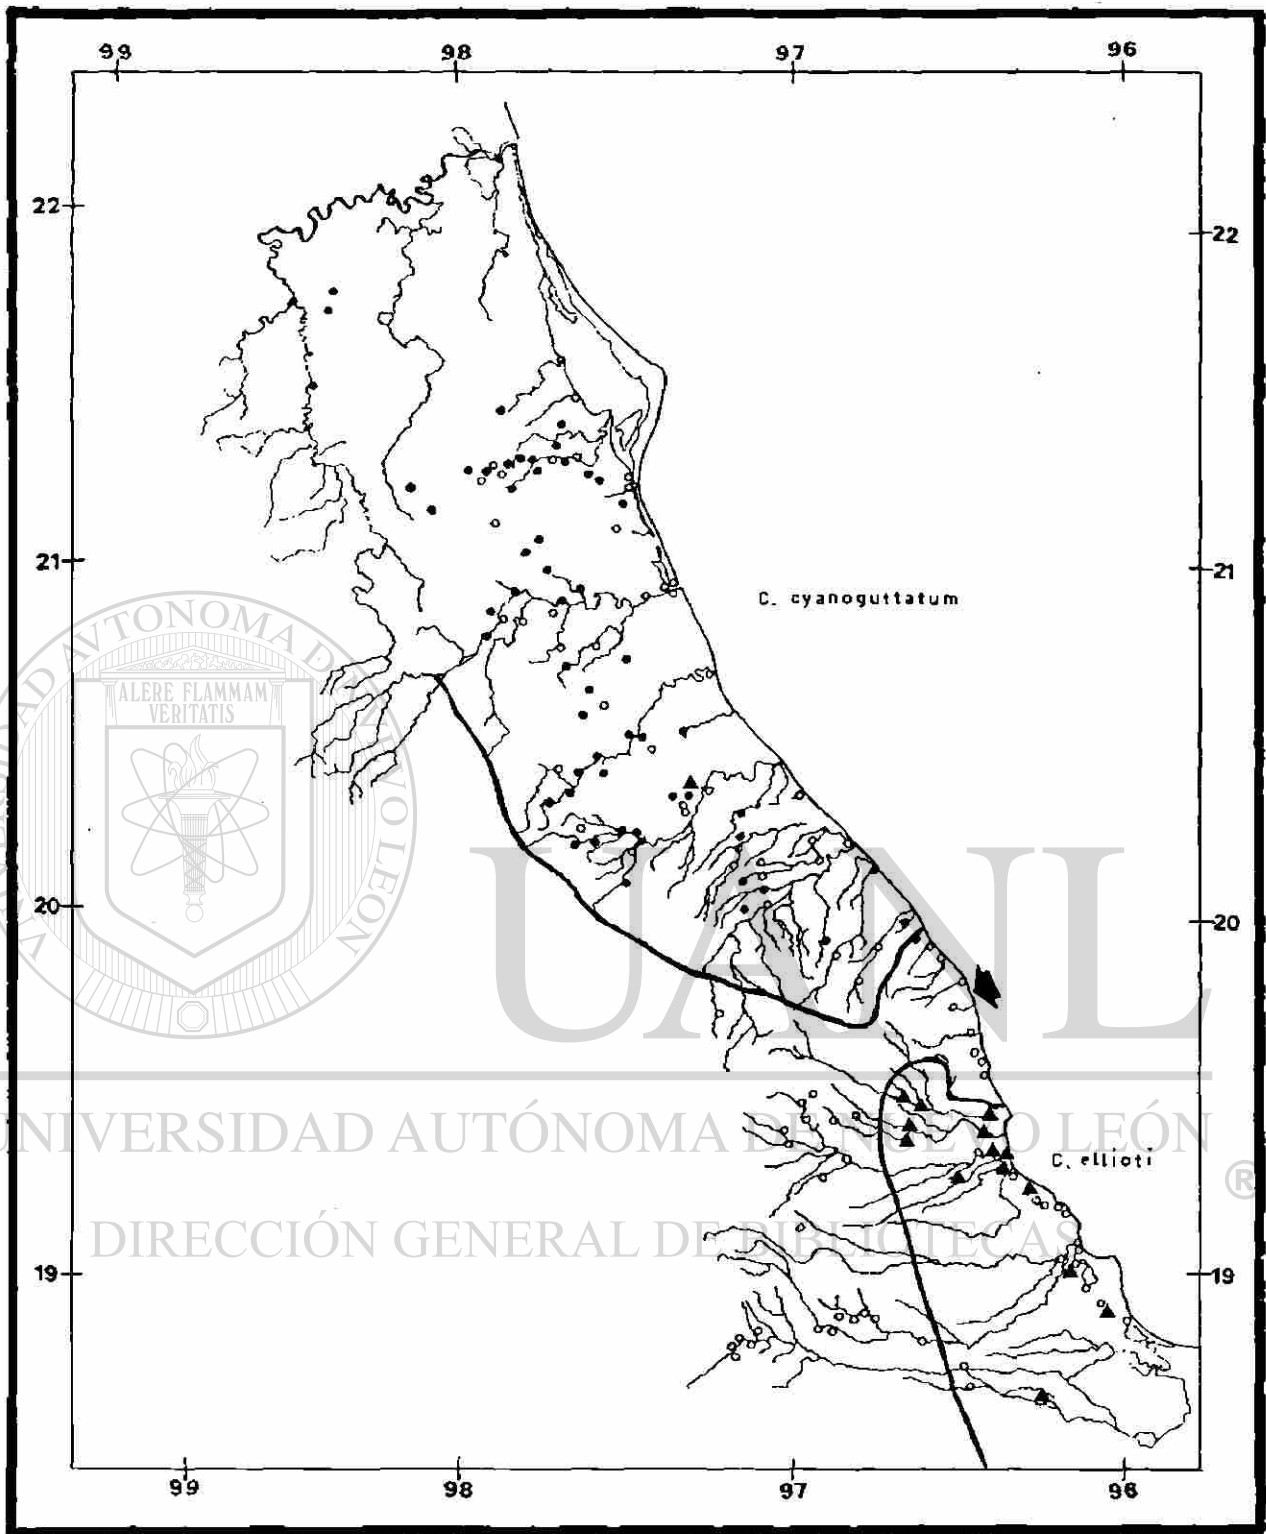 99 98 97 96
22
22
21
21
C. cyanoguttatum
ALERE FLAMMAM
VERITATIS
20
20
UANL
UNIVERSIDAD AUTÓNOMA DE NUEVO LEÓN
C. ellioti
®
DIRECCIÓN GENERAL DE BIBLIOTECAS
19
19
99 98 97 96